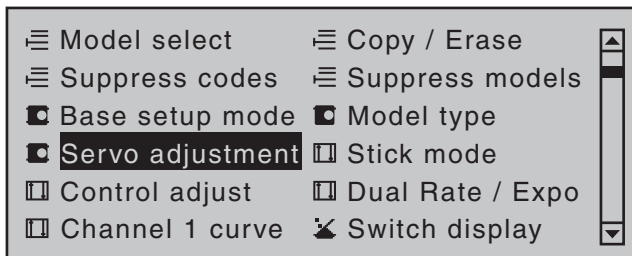 Model select Copy / Erase
Suppress codes Suppress models
Base setup mode Model type
Servo adjustment Stick mode
Control adjust Dual Rate / Expo
Channel 1 curve Switch display